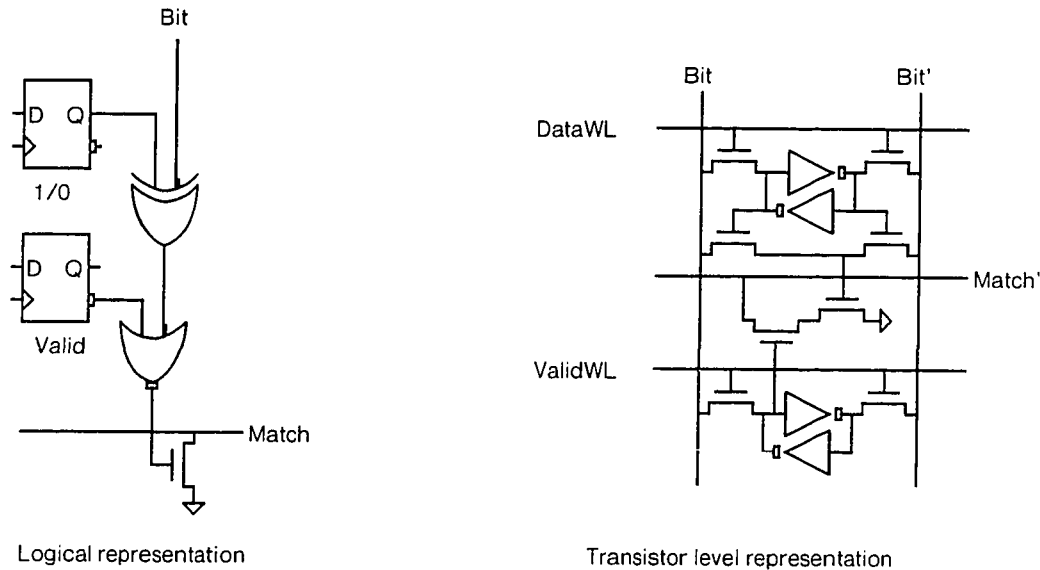 Bit
D Q
1/0
D Q
Valid
Match
Logical representation
Bit
Bit'
DataWL
Match'
ValidWL
Transistor level representation